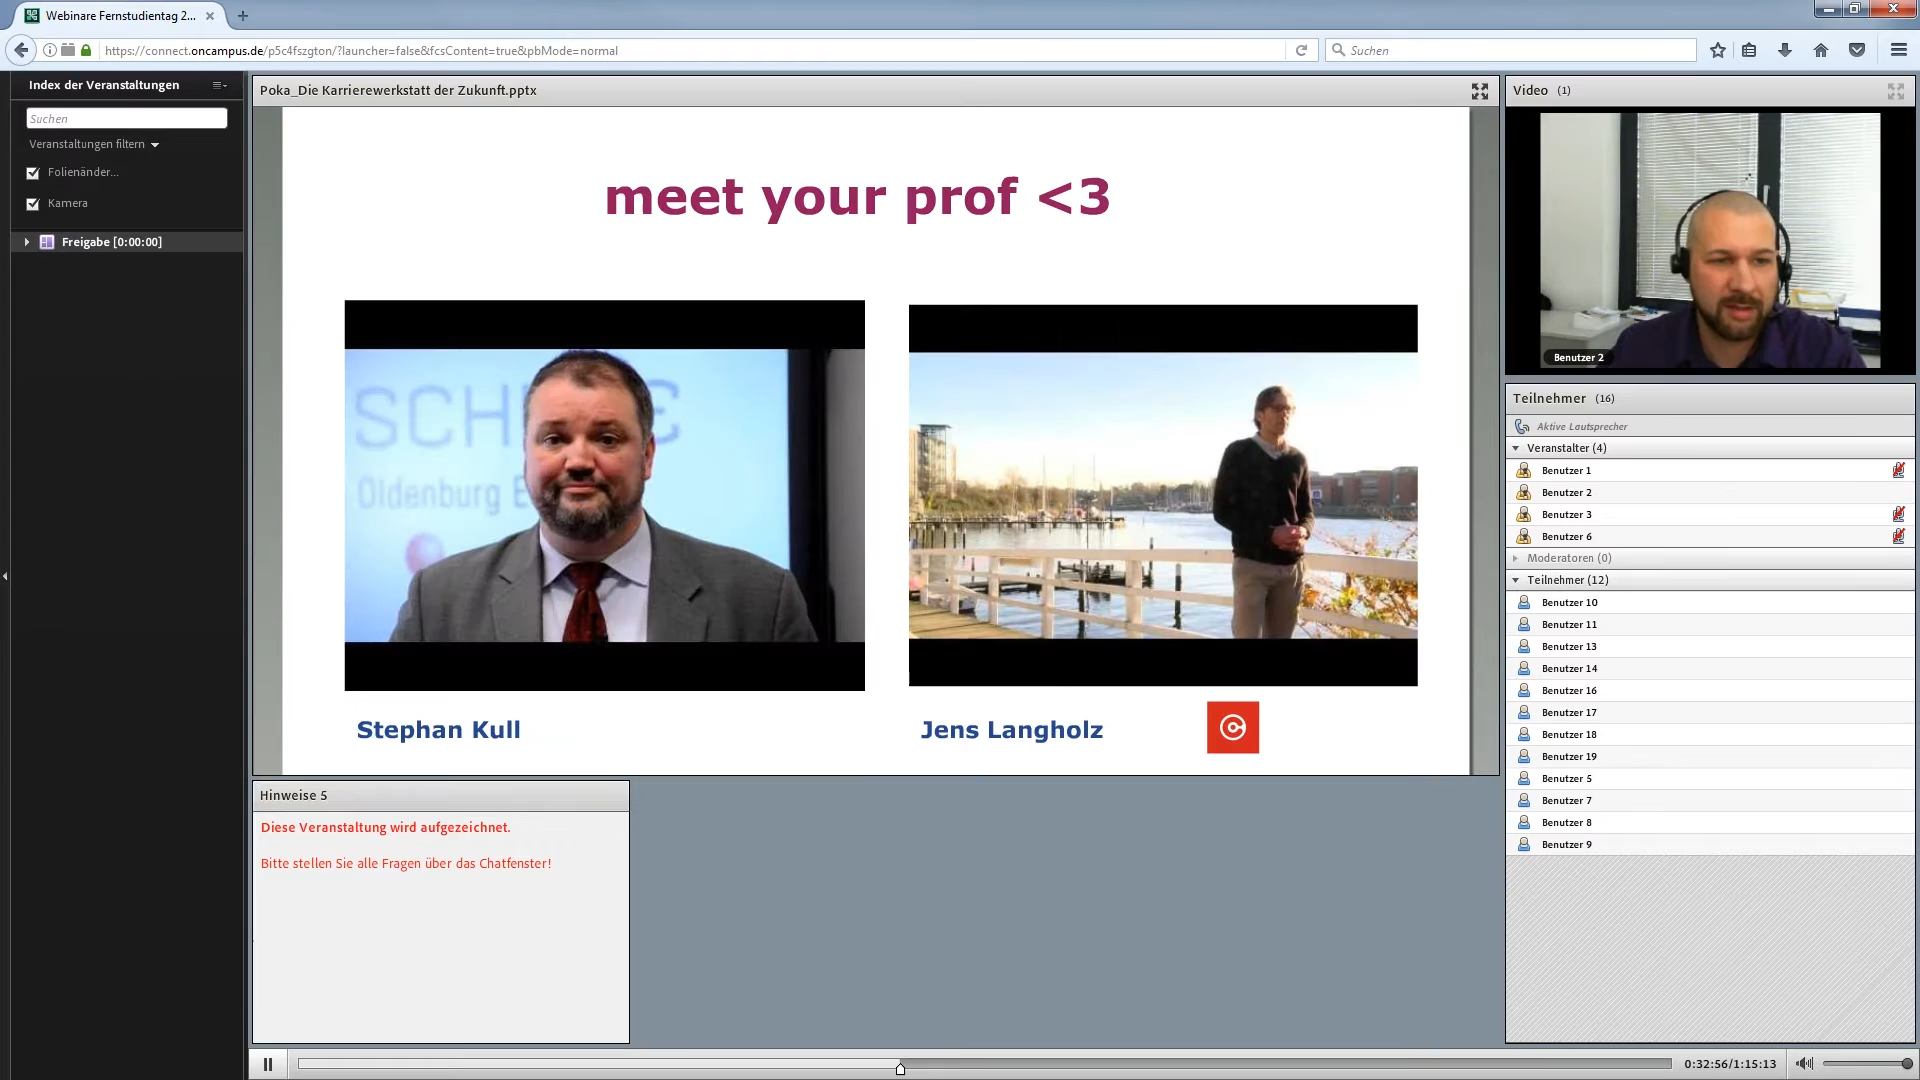 Webinare Fernstudientag 2...
https://connect.oncampus.de/p5c4fszgton/?launcher=false&fcsContent=true&pbMode=normal
Suchen
Index der Veranstaltungen
Suchen
Veranstaltungen filtern
Folienänder...
Kamera
Freigabe [0:00:00]
Poka_Die Karrierewerkstatt der Zukunft.pptx
meet your prof <3
Oldenburg
Stephan Kull
Jens Langholz
Hinweise 5
Diese Veranstaltung wird aufgezeichnet.
Bitte stellen Sie alle Fragen über das Chatfenster!
Video (1)
Benutzer 2
Teilnehmer (16)
Aktive Lautsprecher
Veranstalter (4)
Benutzer 1
Benutzer 2
Benutzer 3
Benutzer 6
Moderatoren (0)
Teilnehmer (12)
Benutzer 10
Benutzer 11
Benutzer 13
Benutzer 14
Benutzer 16
Benutzer 17
Benutzer 18
Benutzer 19
Benutzer 5
Benutzer 7
Benutzer 8
Benutzer 9
0:32:56/1:15:13